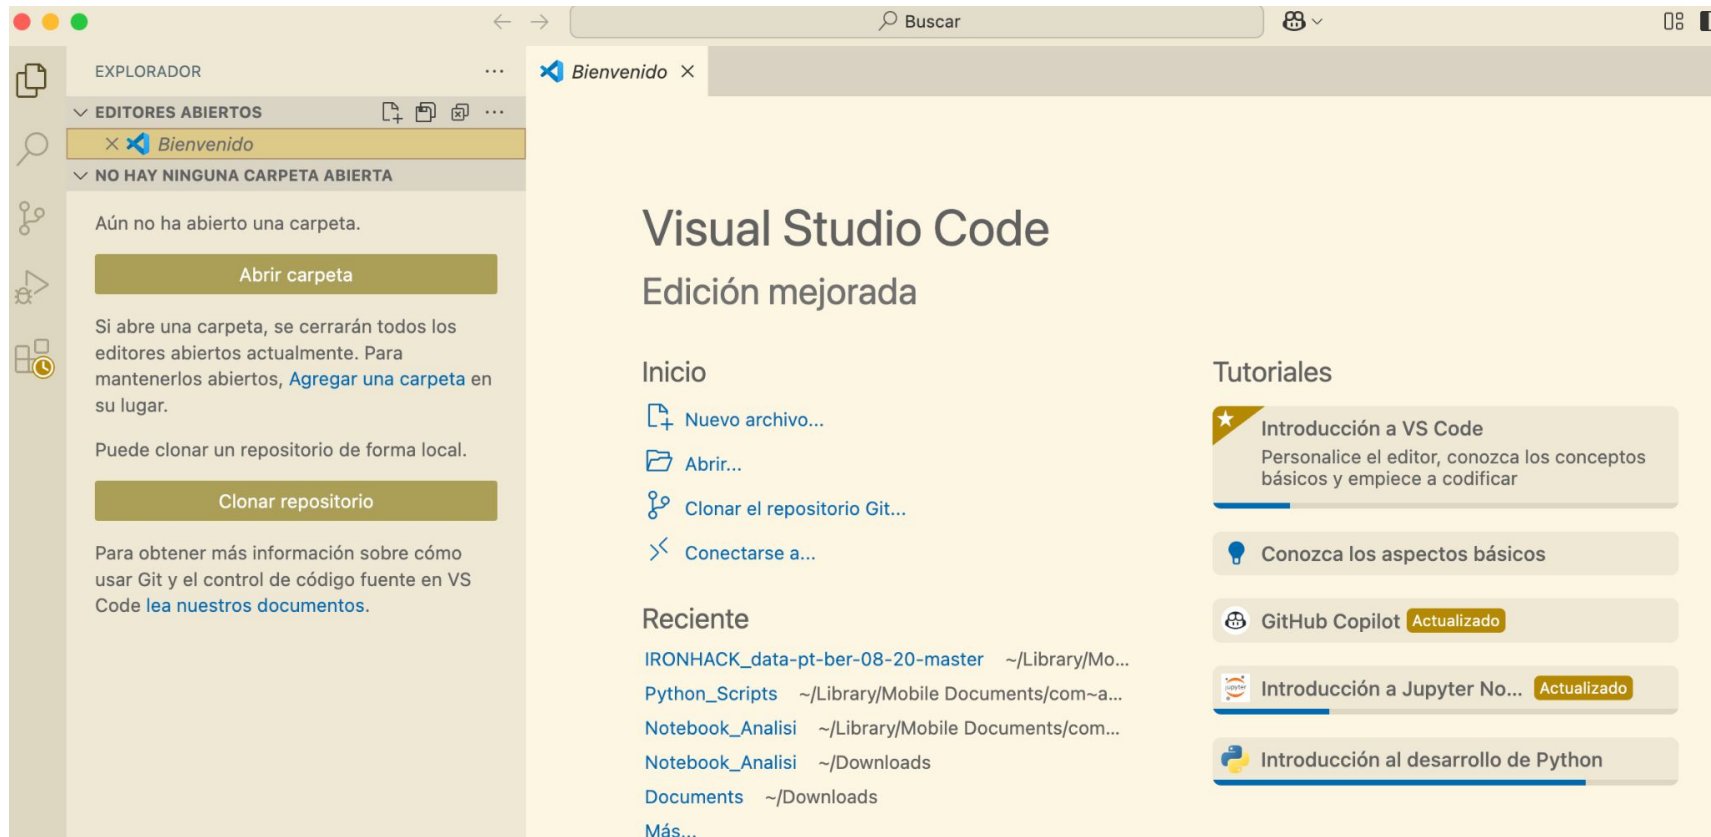 Buscar
EXPLORADOR
EDITORES ABIERTOS
Bienvenido
NO HAY NINGUNA CARPETA ABIERTA
Aún no ha abierto una carpeta.
Abrir carpeta
Si abre una carpeta, se cerrarán todos los
editores abiertos actualmente. Para
mantenerlos abiertos, Agregar una carpeta en
su lugar.
Puede clonar un repositorio de forma local.
Clonar repositorio
Para obtener más información sobre cómo
usar Git y el control de código fuente en VS
Code lea nuestros documentos.
Bienvenido
Visual Studio Code
Edición mejorada
Inicio
Nuevo archivo...
Abrir...
Clonar el repositorio Git...
Conectarse a...
Reciente
IRONHACK_data-pt-ber-08-20-master ~/Library/Mo...
Python_Scripts ~/Library/Mobile Documents/com~a...
Notebook_Analisi ~/Library/Mobile Documents/com...
Notebook_Analisi ~/Downloads
Documents ~/Downloads
Más...
Tutoriales
Introducción a VS Code
Personalice el editor, conozca los conceptos
básicos y empiece a codificar
Conozca los aspectos básicos
GitHub Copilot Actualizado
Introducción a Jupyter No... Actualizado
Introducción al desarrollo de Python